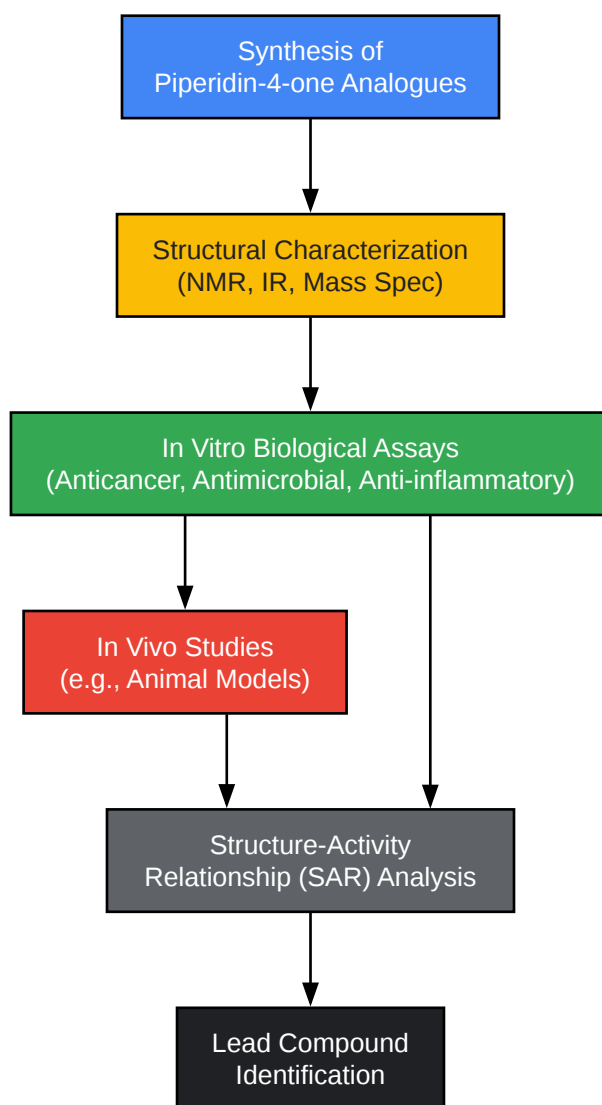 Synthesis of
Piperidin-4-one Analogues
Structural Characterization
(NMR, IR, Mass Spec)
In Vitro Biological Assays
(Anticancer, Antimicrobial, Anti-inflammatory)
In Vivo Studies
(e.g., Animal Models)
Structure-Activity
Relationship (SAR) Analysis
Lead Compound
Identification